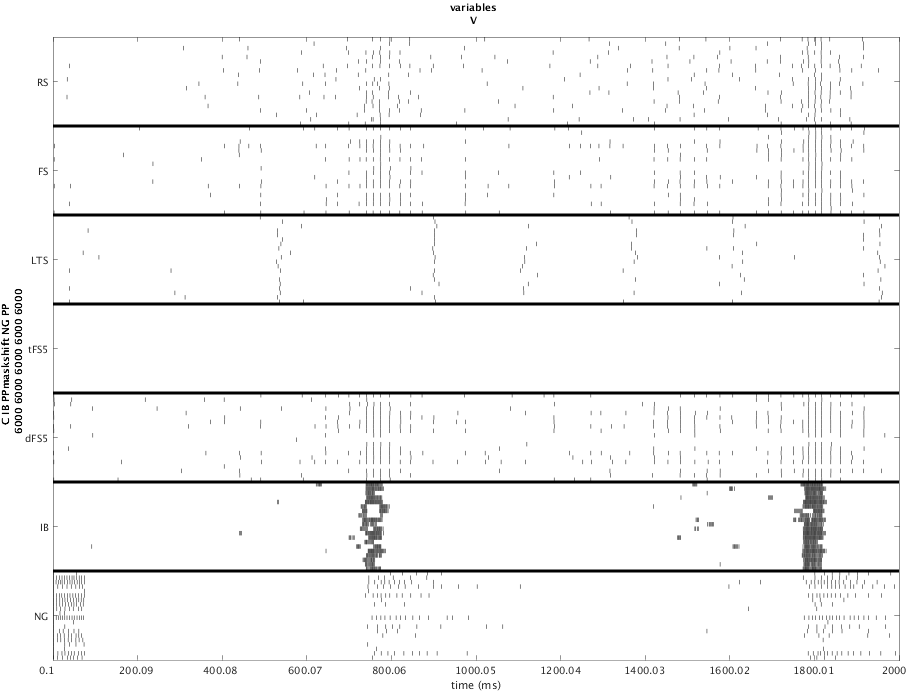 variables
V
RS
FS
LTS
tFS5
dFS5
IB
NG
C IB PPmaskshift NG PP
6000 6000 6000 6000 6000
0.1 200.09 400.08 600.07 800.06 1000.05 1200.04 1400.03 1600.02 1800.01 2000
time (ms)